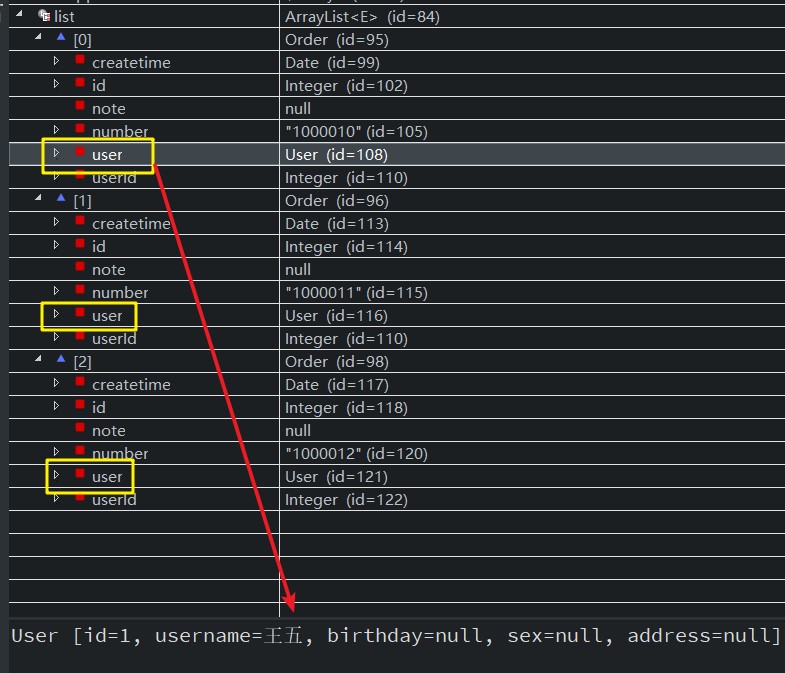 list ArrayList<E> (id=84)
[0] Order (id=95)
createtime Date (id=99)
id Integer (id=102)
note null
number "1000010" (id=105)
user User (id=108)
userId Integer (id=110)
[1] Order (id=96)
createtime Date (id=113)
id Integer (id=114)
note null
number "1000011" (id=115)
user User (id=116)
userId Integer (id=110)
[2] Order (id=98)
createtime Date (id=117)
id Integer (id=118)
note null
number "1000012" (id=120)
user User (id=121)
userId Integer (id=122)
User [id=1, username=王五, birthday=null, sex=null, address=null]